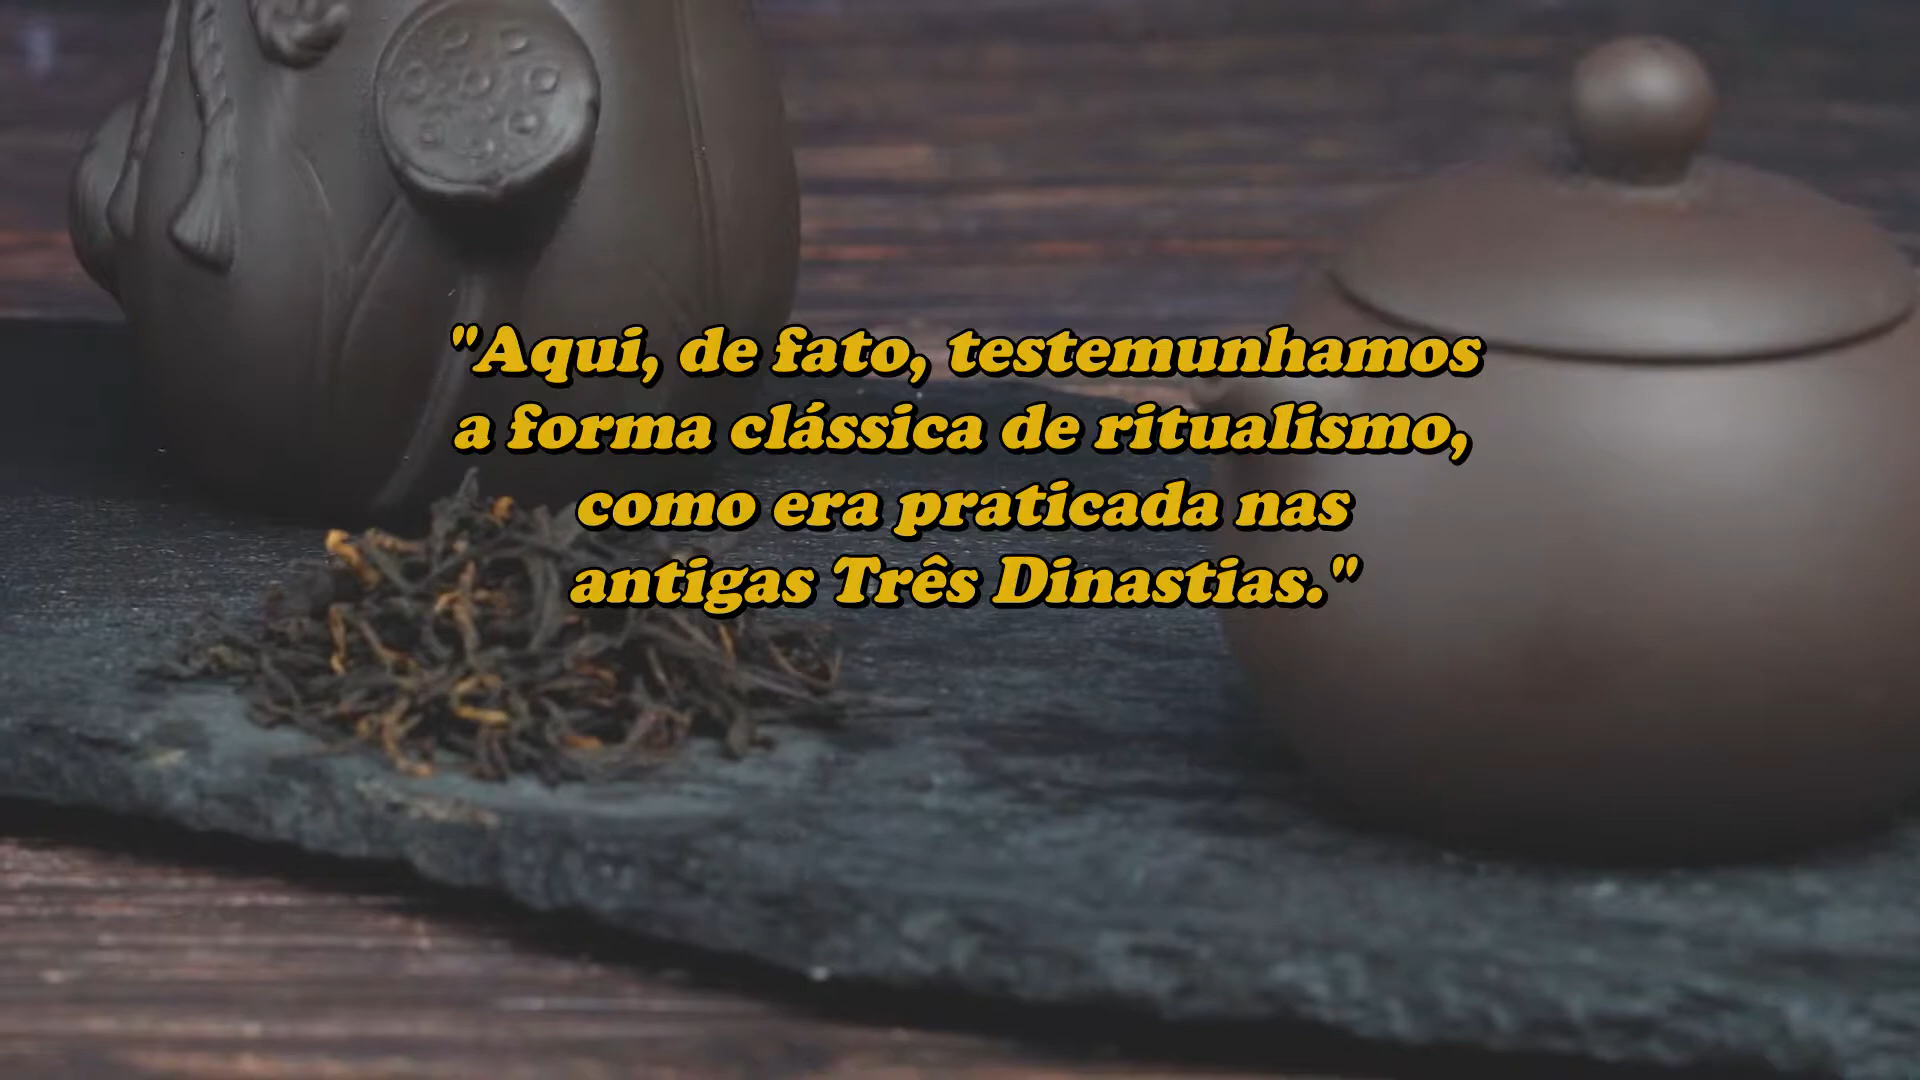 "Aqui, de fato, testemunhamos
a forma clássica de ritualismo,
como era praticada nas
antigas Três Dinastias."